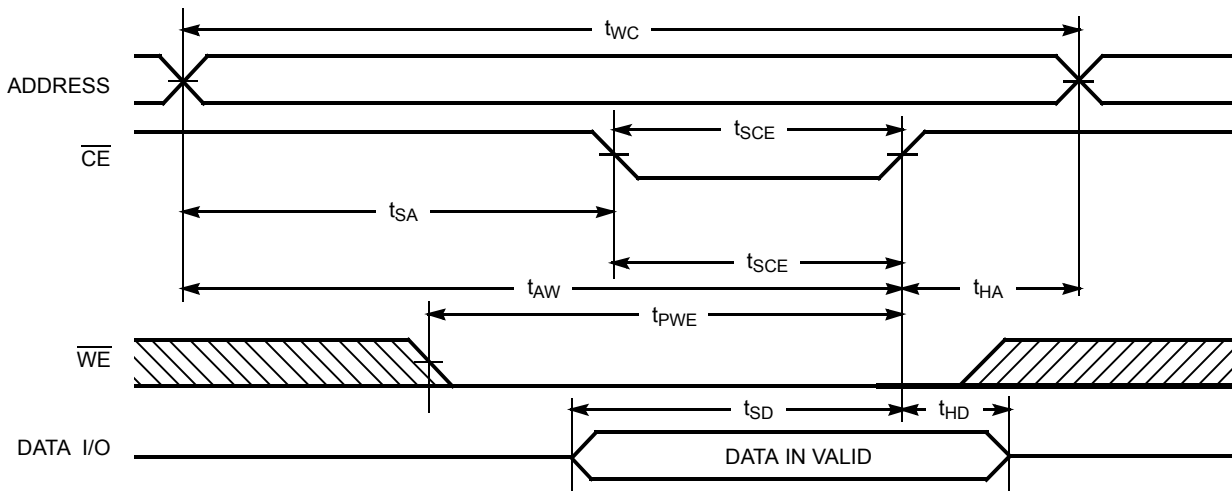 tWC
ADDRESS
tSCE
CE
tSA
tSCE
tAW
tHA
tPWE
WE
tSD
tHD
DATA I/O
DATA IN VALID